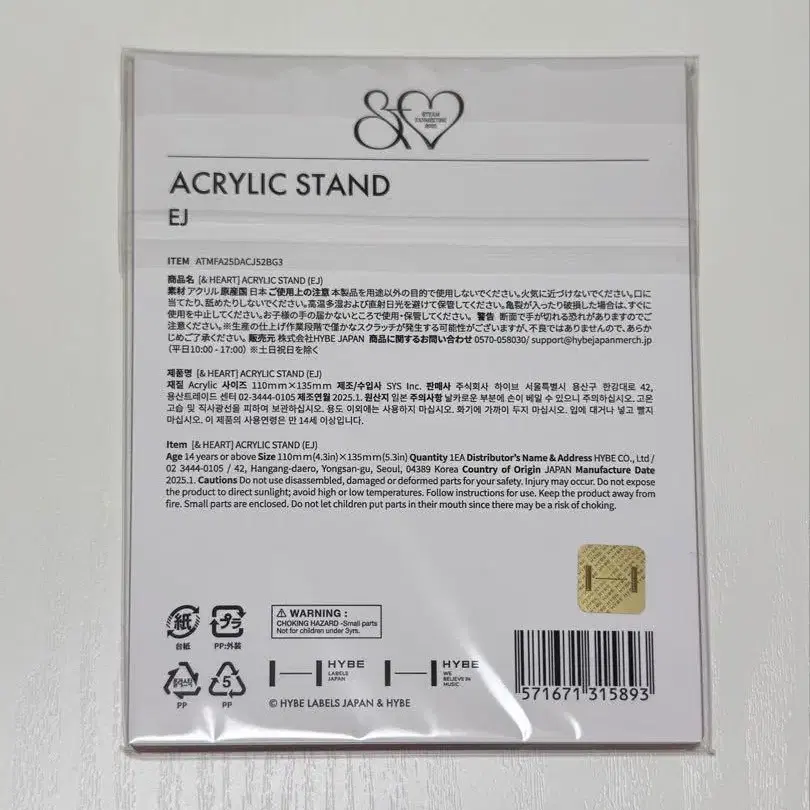 &
ACRYLIC STAND
EJ
ITEM ATMFA25DACJ52BG3
商品名 [& HEART] ACRYLIC STAND (EJ)
素材 アクリル 原産国 日本 ご使用上の注意 本製品を用途以外の目的で使用しないでください。火気に近づけないでください。口に
当てたり、舐めたりしないでください。高温多湿および直射日光を避けて保管してください。亀裂が入ったり破損した場合は、すぐに
使用を中止してください。お子様の手の届かないところで使用・保管してください。 警告 断面で手が切れる恐れがありますのでご
注意ください。※生産の仕上げ作業段階で僅かなスクラッチが発生する可能性がございますが、不良ではありませんので、あらか
じめご了承ください。 販売元 株式会社HYBE JAPAN 商品に関するお問い合わせ 0570-058030/ support@hybejapanmerch.jp
（平日10:00 - 17:00）※土日祝日を除く
제품명 [& HEART] ACRYLIC STAND (EJ)
재질 Acrylic 사이즈 110mm×135mm 제조/수입사 SYS Inc. 판매사 주식회사 하이브 서울특별시 용산구 한강대로 42,
용산트레이드 센터 02-3444-0105 제조연월 2025.1. 원산지 일본 주의사항 날카로운 부분에 손이 베일 수 있으니 주의하십시오. 고온
고습 및 직사광선을 피하여 보관하십시오. 용도 이외에는 사용하지 마십시오. 화기에 가까이 두지 마십시오. 입에 대거나 넣고 빨지
마십시오. 이 제품의 사용연령은 만 14세 이상입니다.
Item [& HEART] ACRYLIC STAND (EJ)
Age 14 years or above Size 110mm(4.3in)×135mm(5.3in) Quantity 1EA Distributor's Name & Address HYBE CO., Ltd /
02 3444-0105 / 42, Hangang-daero, Yongsan-gu, Seoul, 04389 Korea Country of Origin JAPAN Manufacture Date
2025.1. Cautions Do not use disassembled, damaged or deformed parts for your safety. Injury may occur. Do not expose
the product to direct sunlight; avoid high or low temperatures. Follow instructions for use. Keep the product away from
fire. Small parts are enclosed. Do not let children put parts in their mouth since there may be a risk of choking.
紙
台紙
プラ
PP:外装
WARNING :
CHOKING HAZARD -Small parts
Not for children under 3yrs.
플라스틱
PP
5
PP
HYBE
LABELS
JAPAN
HYBE
WE
BELIEVE IN
MUSIC
© HYBE LABELS JAPAN & HYBE
571671 315893